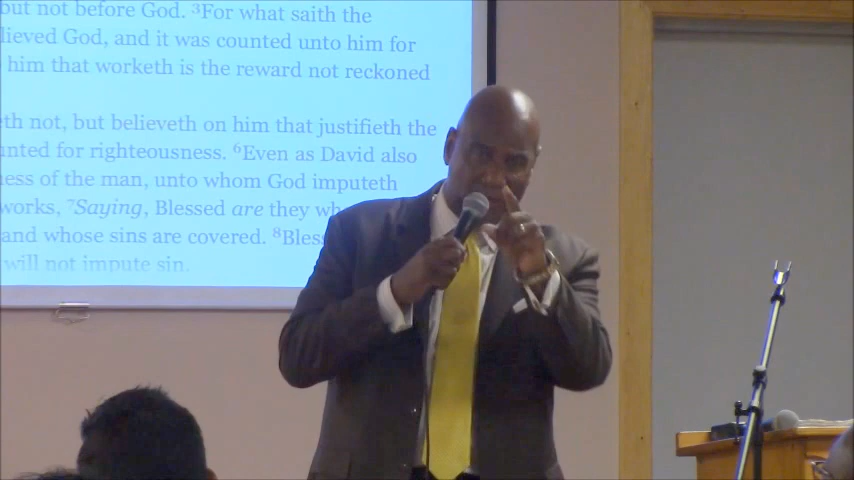 but not before God. ³For what saith the
lieved God, and it was counted unto him for
him that worketh is the reward not reckoned
eth not, but believeth on him that justifieth the
unted for righteousness. ⁶Even as David also
ness of the man, unto whom God imputeth
works, ⁷Saying, Blessed are they
and whose sins are covered. ⁸Bles
will not impute sin.